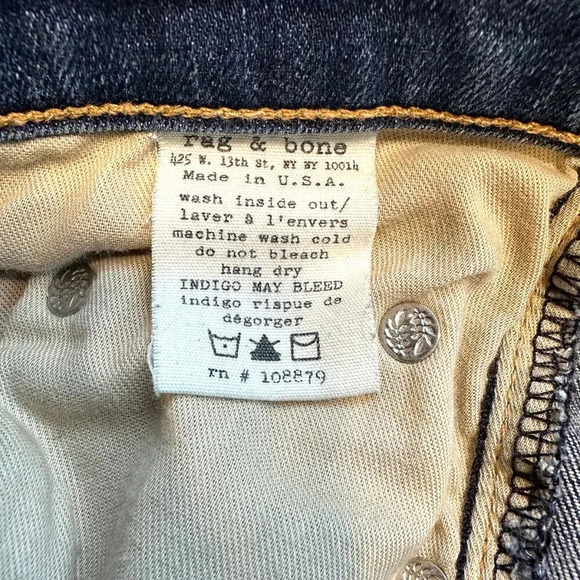 rag & bone
425 W. 13th St, NY NY 10014
Made in U.S.A.
wash inside out/
laver à l'envers
machine wash cold
do not bleach
hang dry
INDIGO MAY BLEED
indigo rispue de
dégorger
rn # 108879